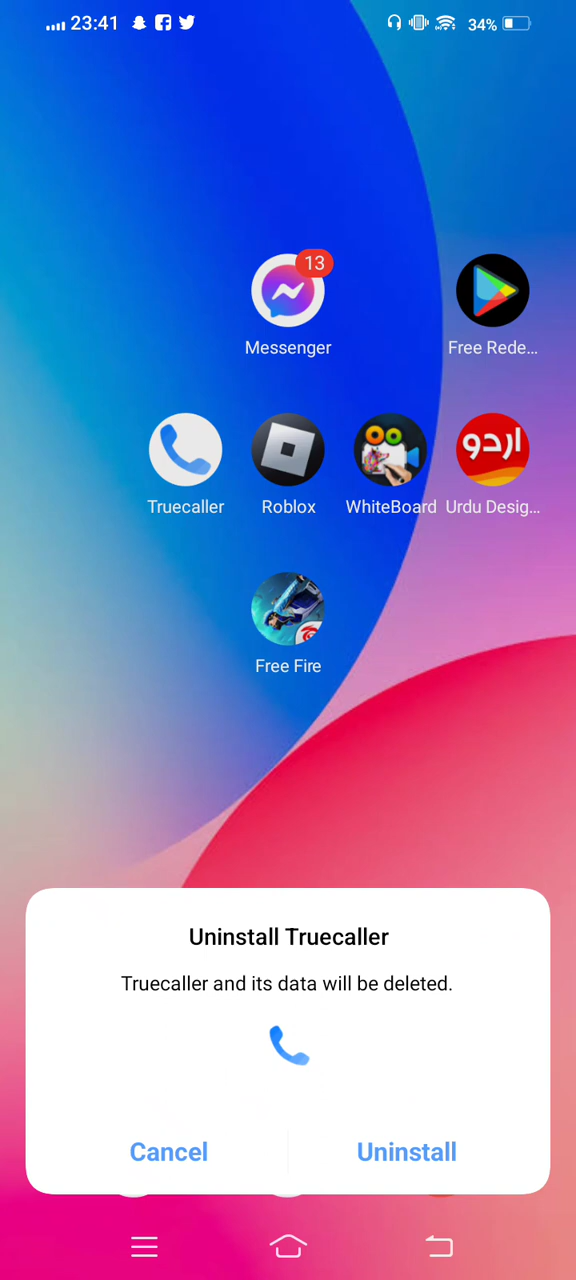 23:41
34%
13
Messenger
Free Rede...
اردو
Truecaller
Roblox
WhiteBoard
Urdu Desig...
Free Fire
Uninstall Truecaller
Truecaller and its data will be deleted.
Cancel
Uninstall